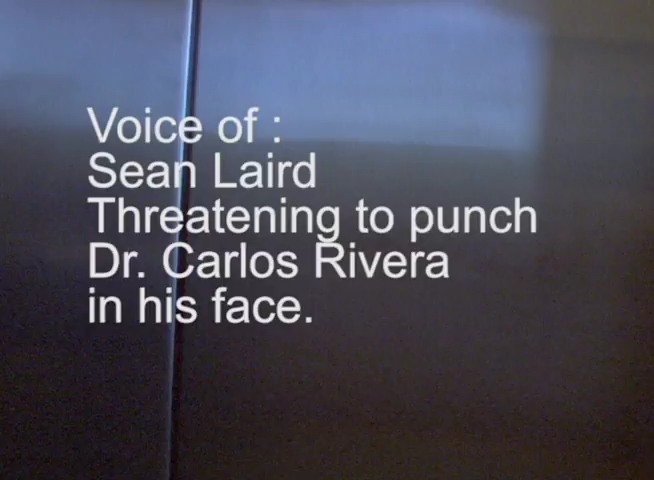 Voice of :
Sean Laird
Threatening to punch
Dr. Carlos Rivera
in his face.